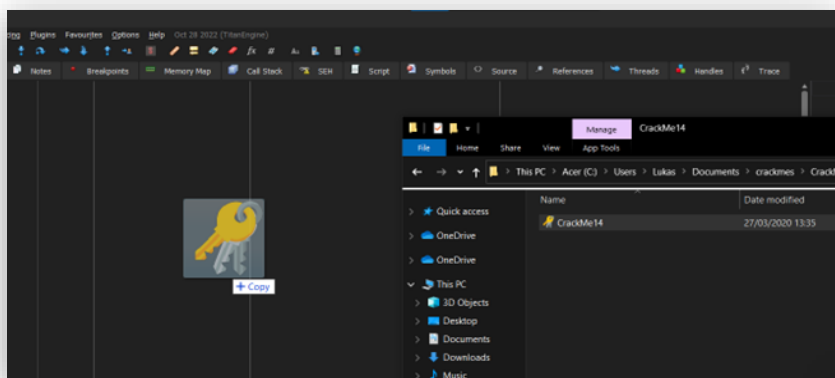 Plugins Favourites Options Help Oct 28 2022 (TitanEngine)
Notes Breakpoints Memory Map Call Stack SEH Script Symbols Source References Threads Handles Trace
Manage CrackMe14
File Home Share View App Tools
This PC > Acer (C:) > Users > Lukas > Documents > crackmes >
Name Date modified
Quick access
CrackMe14 27/03/2020 13:35
OneDrive
OneDrive
+ Copy
This PC
3D Objects
Desktop
Documents
Downloads
Music